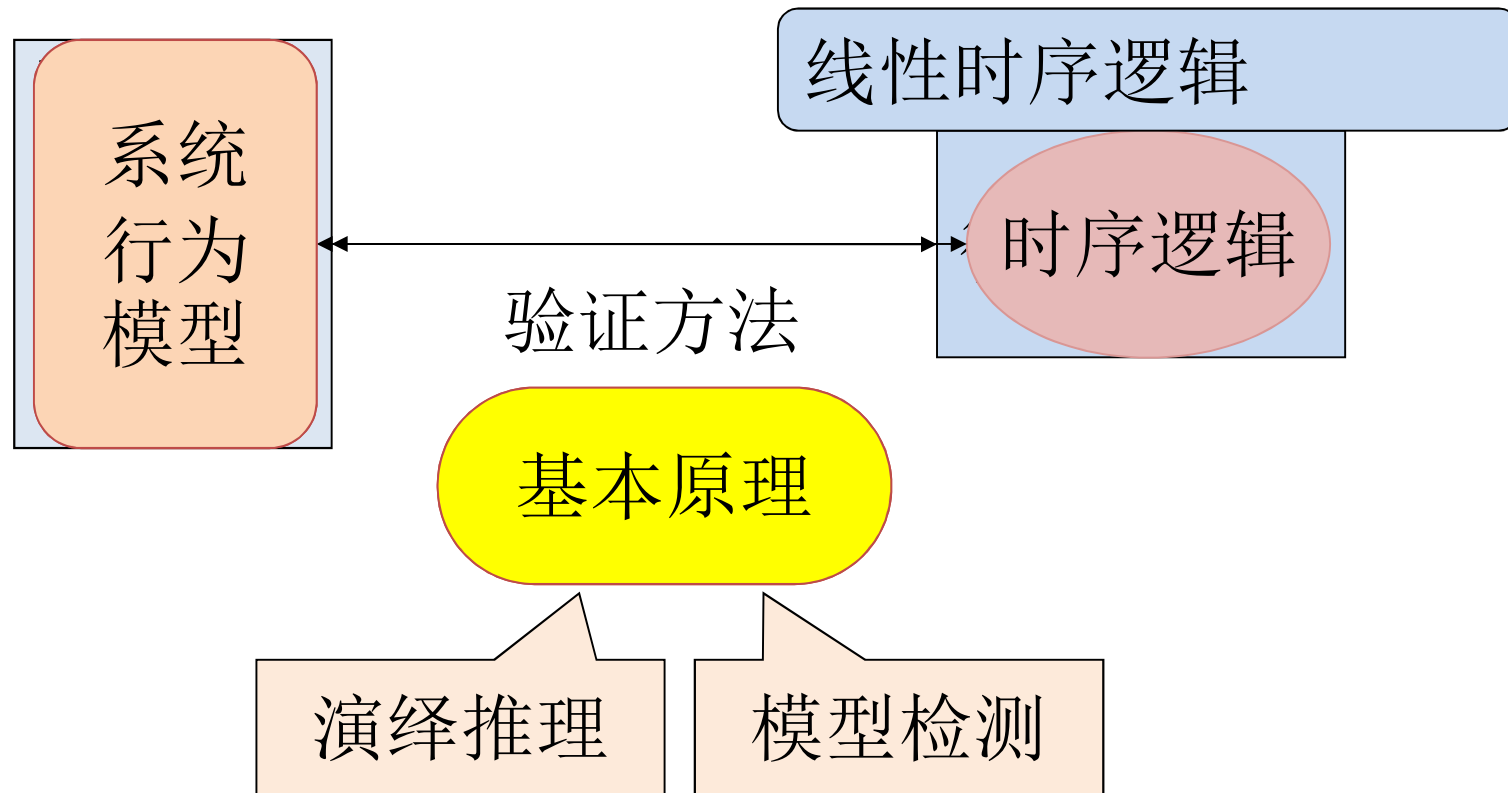 线性时序逻辑
系统
行为
模型
时序逻辑
验证方法
基本原理
演绎推理
模型检测